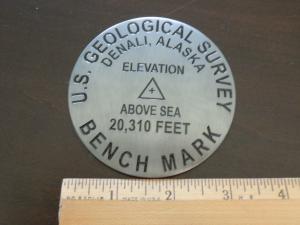 U.S. GEOLOGICAL SURVEY
DENALI, ALASKA
ELEVATION
ABOVE SEA
20,310 FEET
BENCH MARK
1 2 3 4